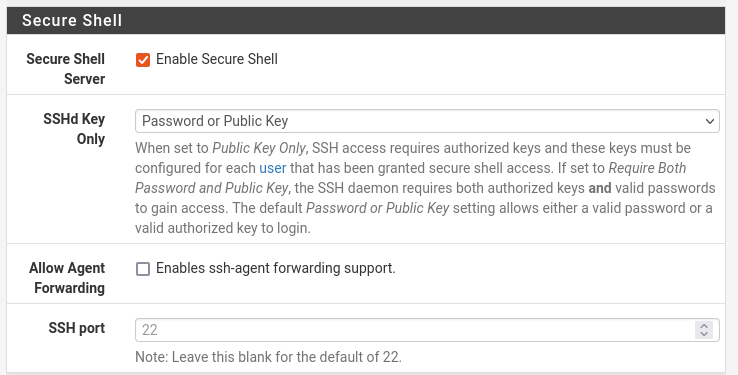 Secure Shell
Secure Shell
Server
Enable Secure Shell
SSHd Key
Only
Password or Public Key
When set to Public Key Only, SSH access requires authorized keys and these keys must be
configured for each user that has been granted secure shell access. If set to Require Both
Password and Public Key, the SSH daemon requires both authorized keys and valid passwords
to gain access. The default Password or Public Key setting allows either a valid password or a
valid authorized key to login.
Allow Agent
Forwarding
Enables ssh-agent forwarding support.
SSH port
22
Note: Leave this blank for the default of 22.